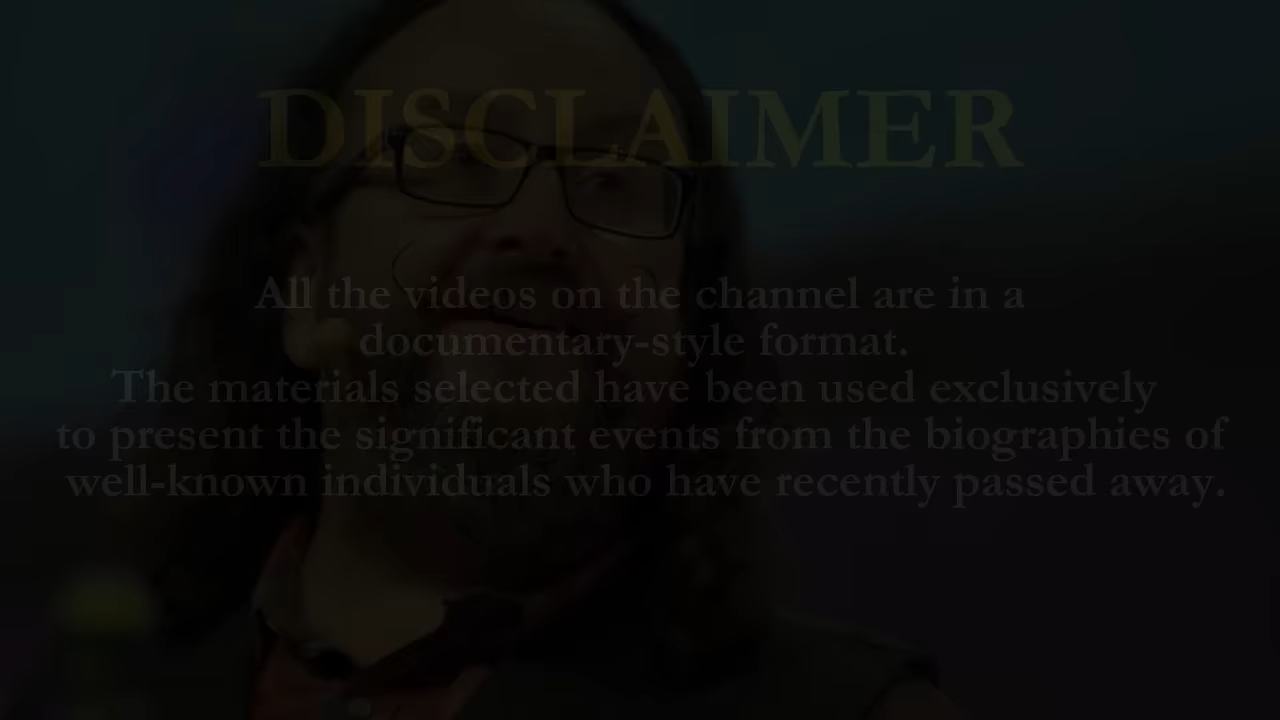 DISCLAIMER
All the videos on the channel are in a
documentary-style format.
The materials selected have been used exclusively
to present the significant events from the biographies of
well-known individuals who have recently passed away.